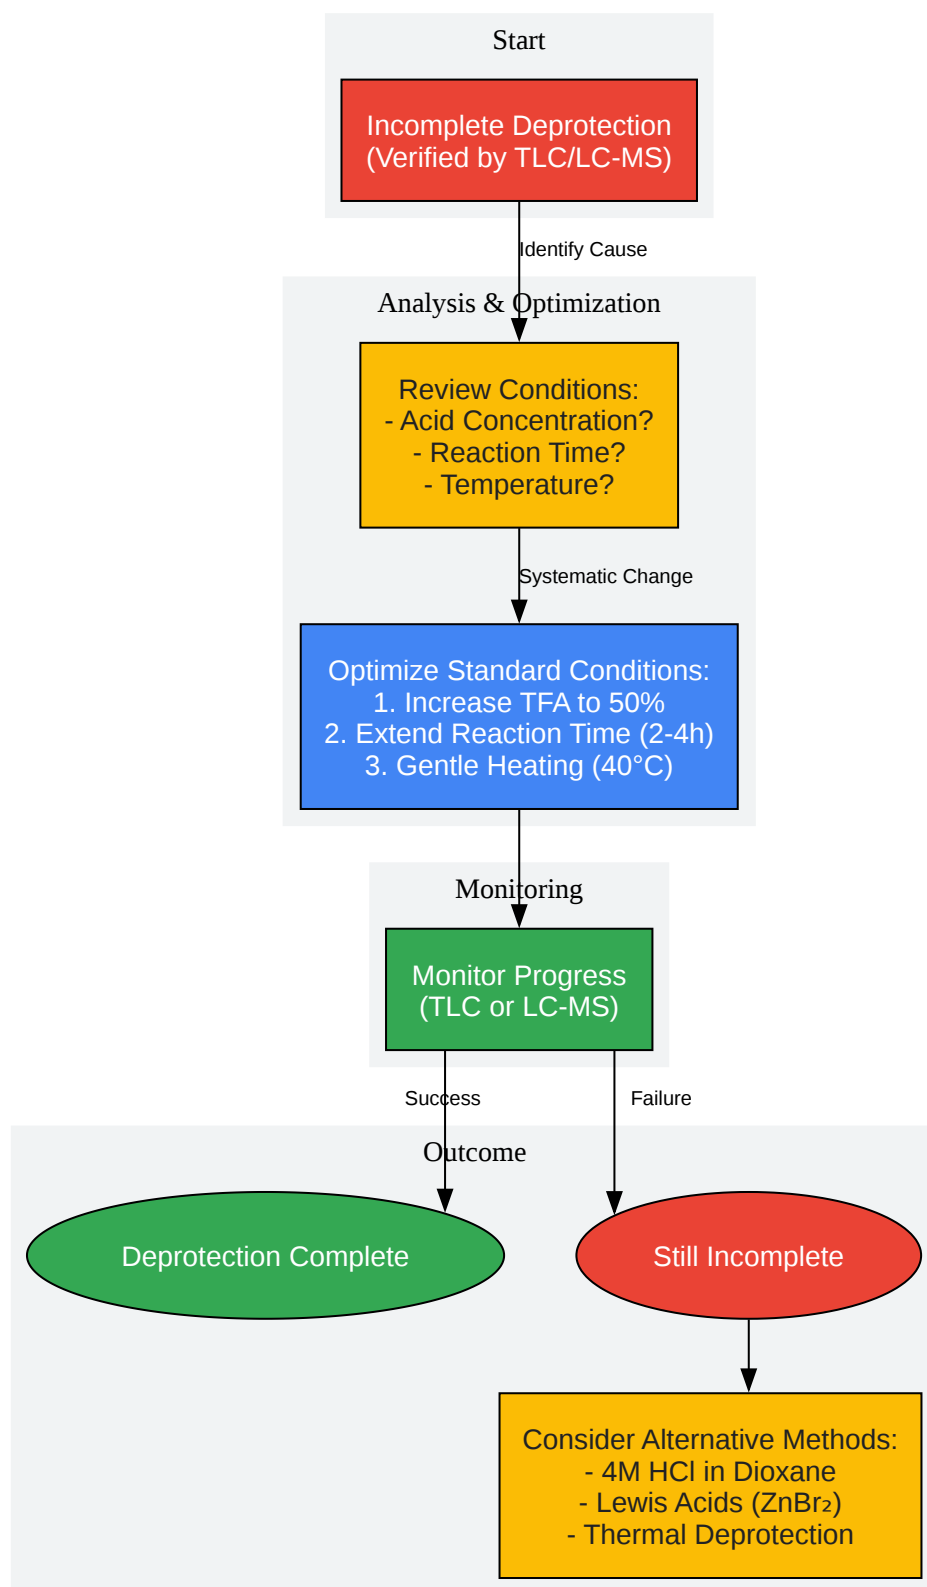 Start
Incomplete Deprotection
(Verified by TLC/LC-MS)
Identify Cause
Analysis & Optimization
Review Conditions:
- Acid Concentration?
- Reaction Time?
- Temperature?
Systematic Change
Optimize Standard Conditions:
1. Increase TFA to 50%
2. Extend Reaction Time (2-4h)
3. Gentle Heating (40°C)
Monitoring
Monitor Progress
(TLC or LC-MS)
Success
Failure
Outcome
Deprotection Complete
Still Incomplete
Consider Alternative Methods:
- 4M HCl in Dioxane
- Lewis Acids (ZnBr₂)
- Thermal Deprotection